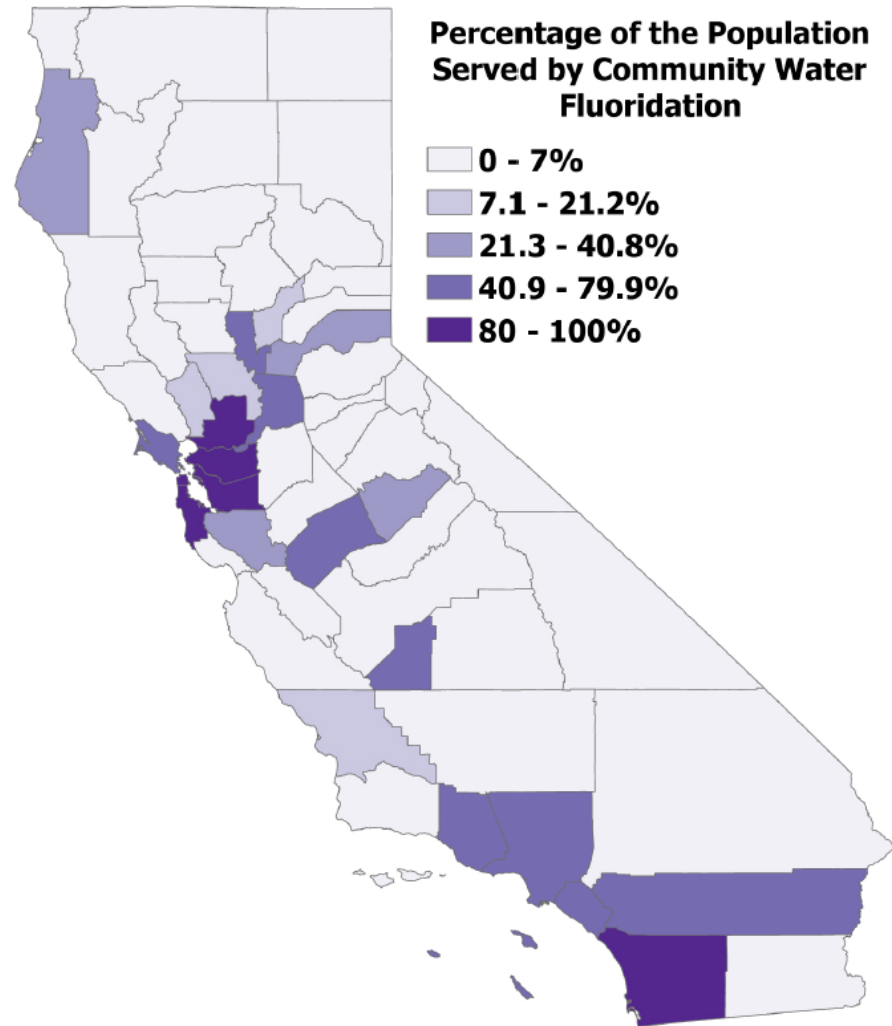 Percentage of the Population
Served by Community Water
Fluoridation
0 - 7%
7.1 - 21.2%
21.3 - 40.8%
40.9 - 79.9%
80 - 100%